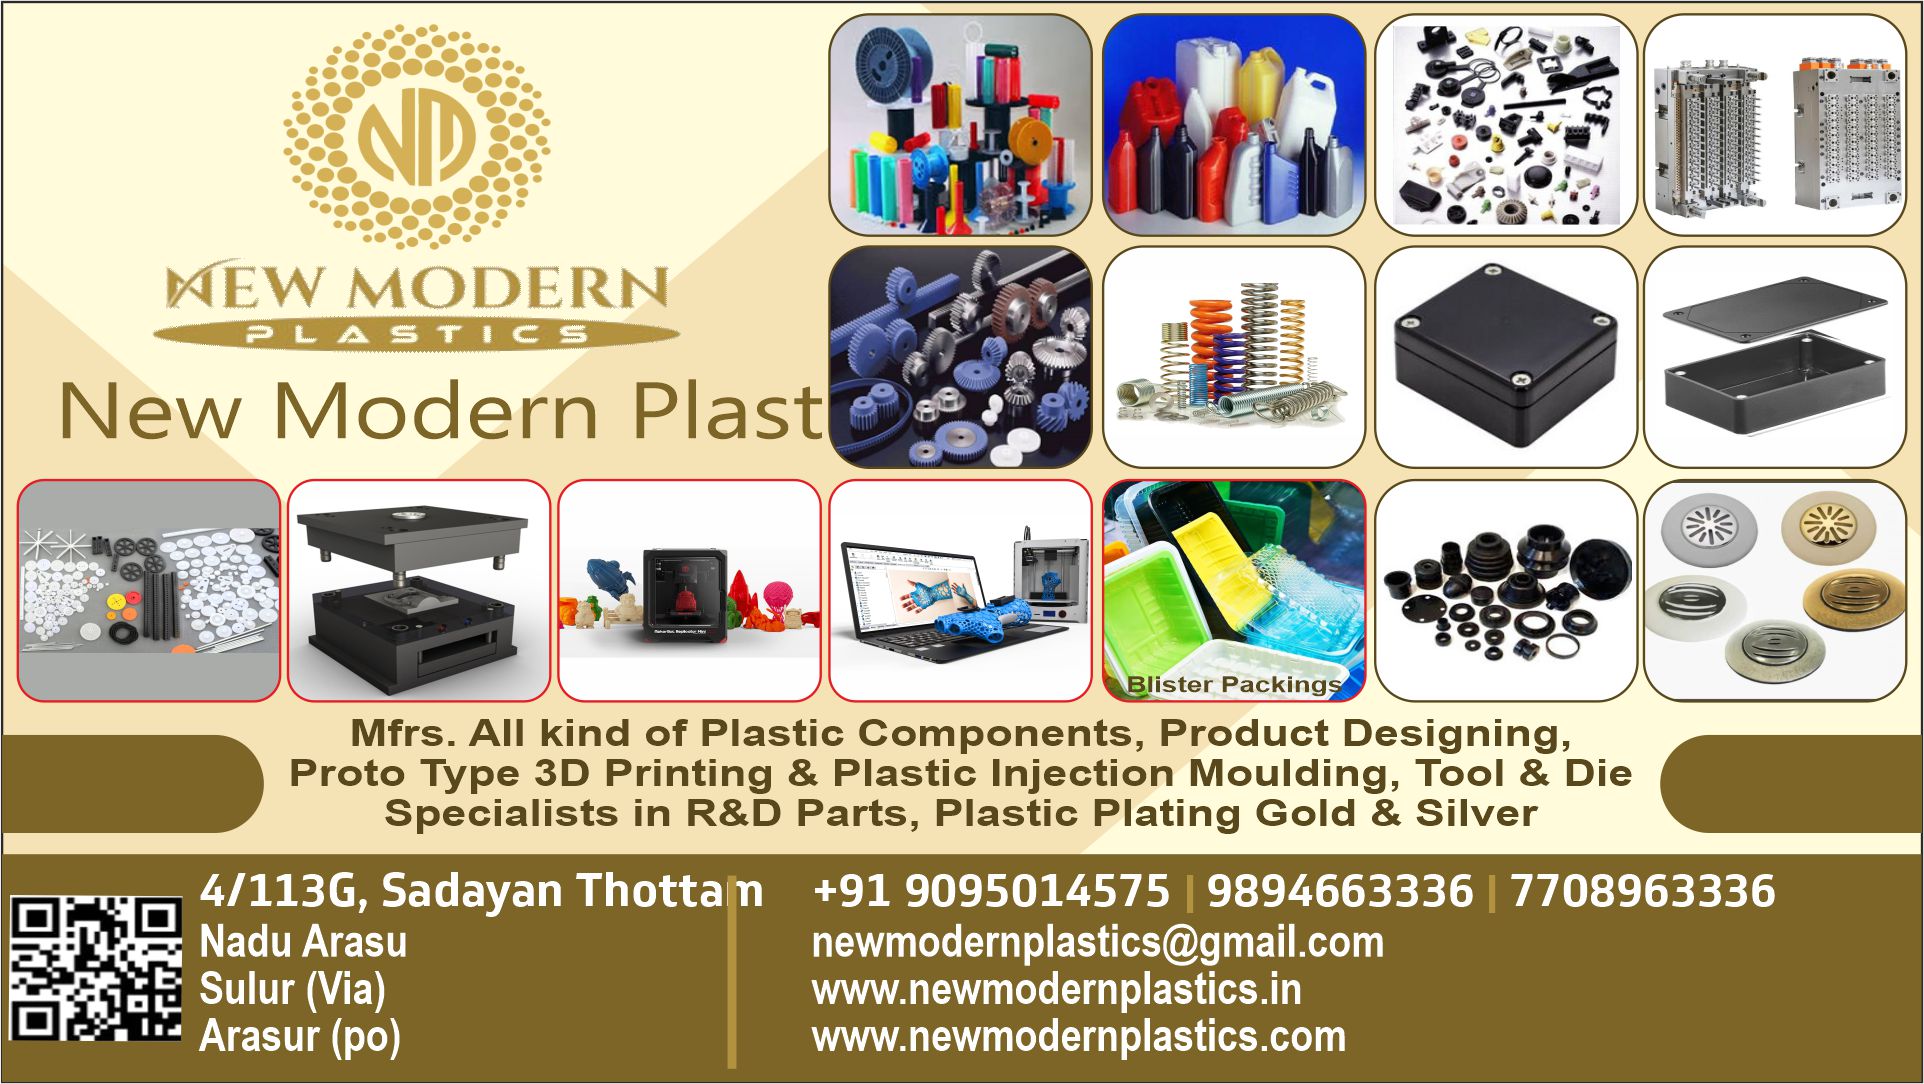 NM
NEW MODERN
PLASTICS
New Modern Plast
Blister Packings
Mfrs. All kind of Plastic Components, Product Designing,
Proto Type 3D Printing & Plastic Injection Moulding, Tool & Die
Specialists in R&D Parts, Plastic Plating Gold & Silver
4/113G, Sadayan Thottam
Nadu Arasu
Sulur (Via)
Arasur (po)
+91 9095014575 | 9894663336 | 7708963336
newmodernplastics@gmail.com
www.newmodernplastics.in
www.newmodernplastics.com